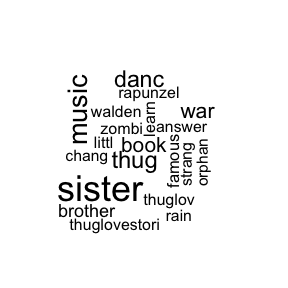 danc
rapunzel
music
walden
learn
war
zombi
answer
littl
book
famous
strang
orphan
chang
thug
sister
thuglov
brother
rain
thuglovestori